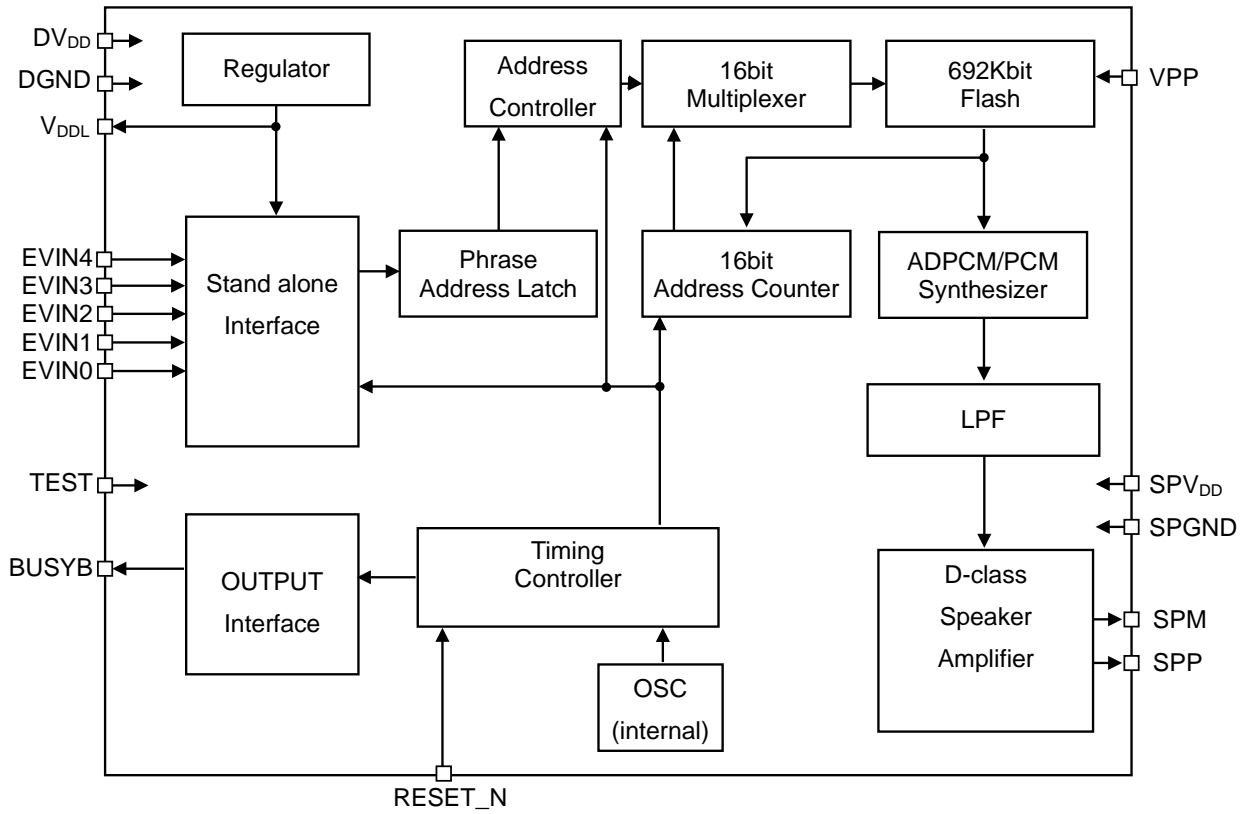 DVDD
DGND
VDDL
EVIN4
EVIN3
EVIN2
EVIN1
EVIN0
TEST
BUSYB
Regulator
Stand alone
Interface
OUTPUT
Interface
Address
Controller
Phrase
Address Latch
16bit
Multiplexer
16bit
Address Counter
Timing
Controller
OSC
(internal)
RESET_N
692Kbit
Flash
ADPCM/PCM
Synthesizer
LPF
D-class
Speaker
Amplifier
VPP
SPVDD
SPGND
SPM
SPP